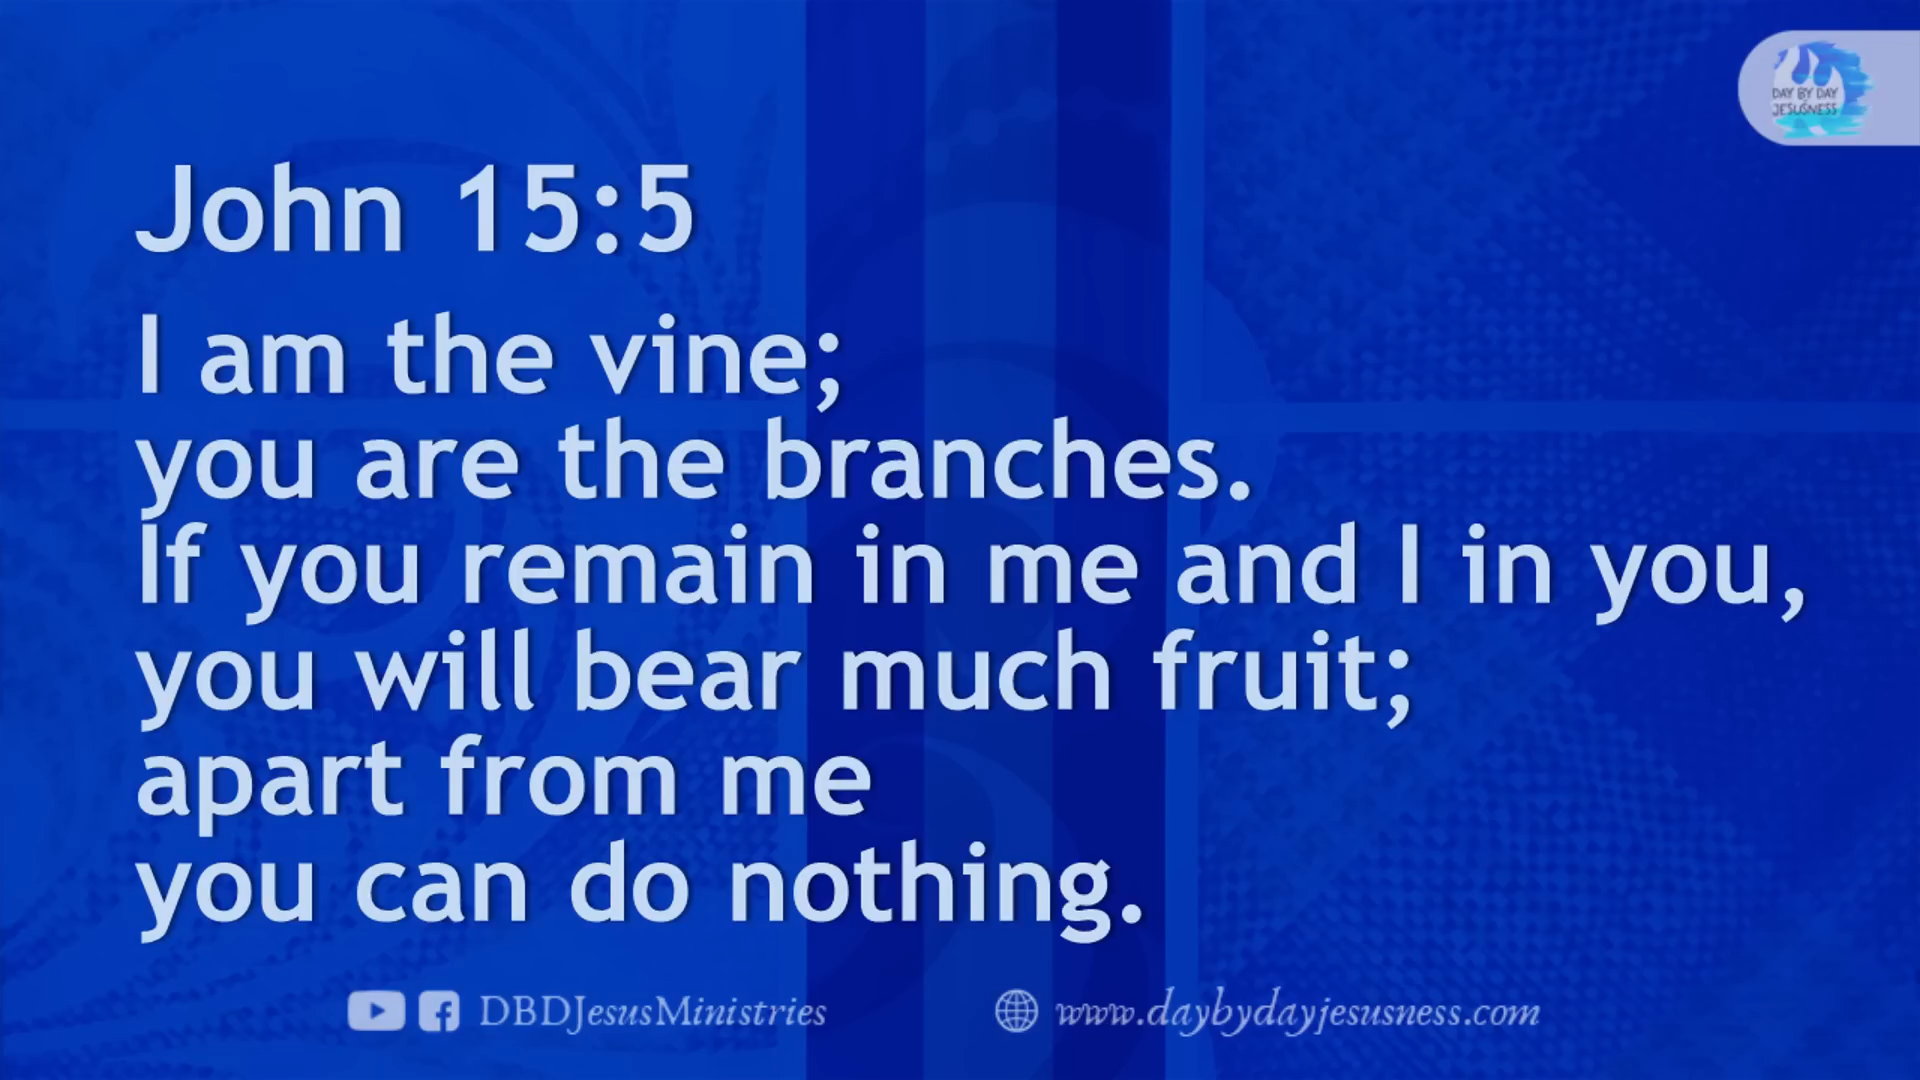 DAY BY DAY
JESUSNESS
John 15:5
I am the vine;
you are the branches.
If you remain in me and I in you,
you will bear much fruit;
apart from me
you can do nothing.
DBDJesusMinistries
www.daybydayjesusness.com